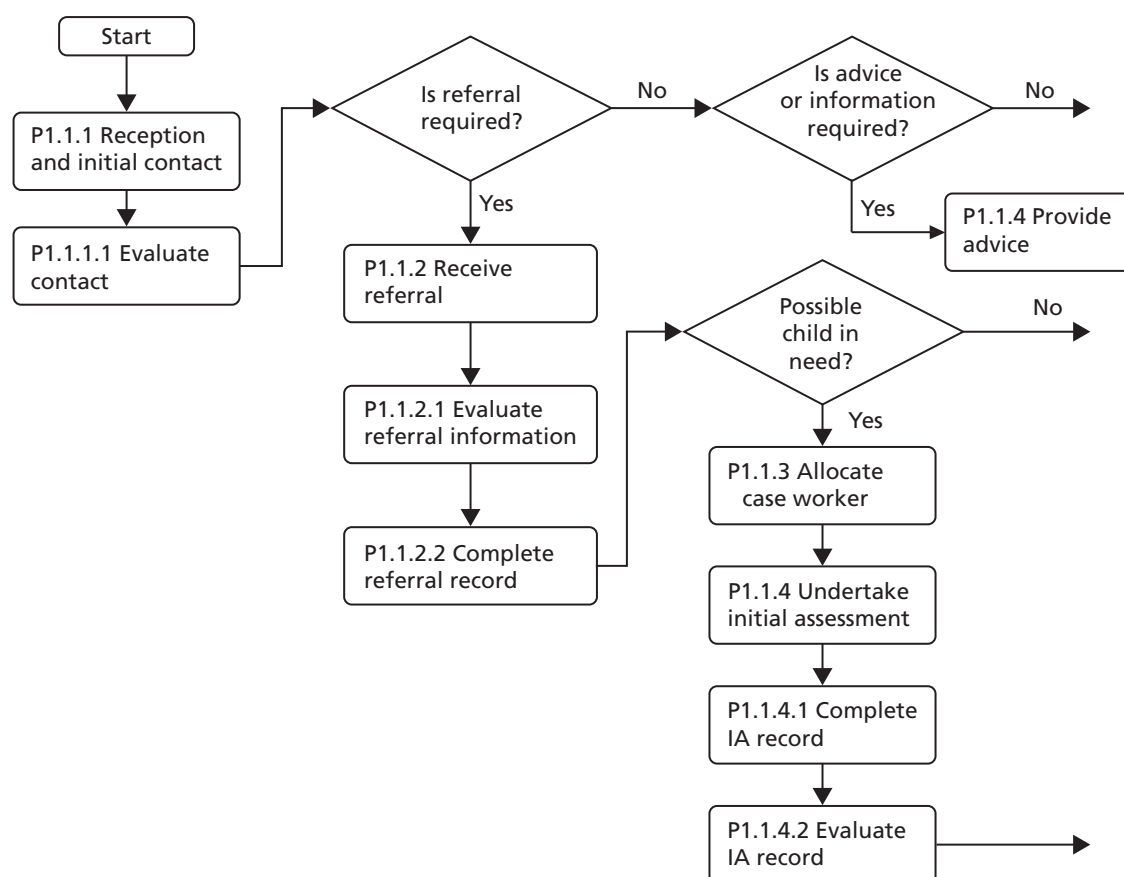 Start
P1.1.1 Reception
and initial contact
P1.1.1.1 Evaluate
contact
Is referral
required?
No
Yes
Is advice
or information
required?
No
Yes
P1.1.4 Provide
advice
P1.1.2 Receive
referral
P1.1.2.1 Evaluate
referral information
P1.1.2.2 Complete
referral record
Possible
child in
need?
No
Yes
P1.1.3 Allocate
case worker
P1.1.4 Undertake
initial assessment
P1.1.4.1 Complete
IA record
P1.1.4.2 Evaluate
IA record